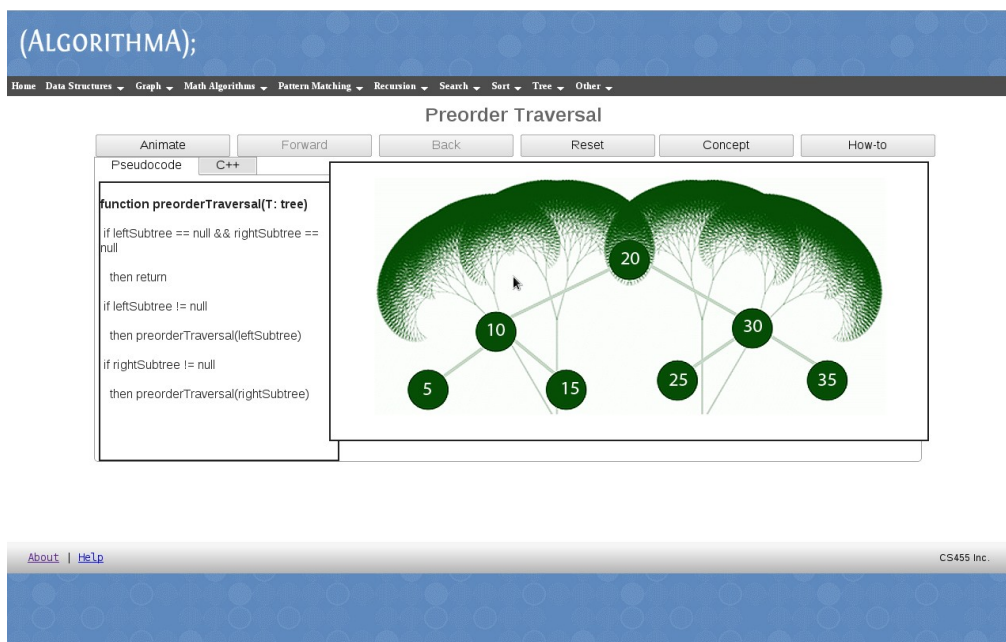 (ALGORITHMA);
Home Data Structures Graph Math Algorithms Pattern Matching Recursion Search Sort Tree Other
Preorder Traversal
Animate Forward Back Reset Concept How-to
Pseudocode C++
function preorderTraversal(T: tree)
if leftSubtree == null && rightSubtree ==
null
then return
if leftSubtree != null
then preorderTraversal(leftSubtree)
if rightSubtree != null
then preorderTraversal(rightSubtree)
20
10 30
5 15 25 35
About | Help CS455 Inc.